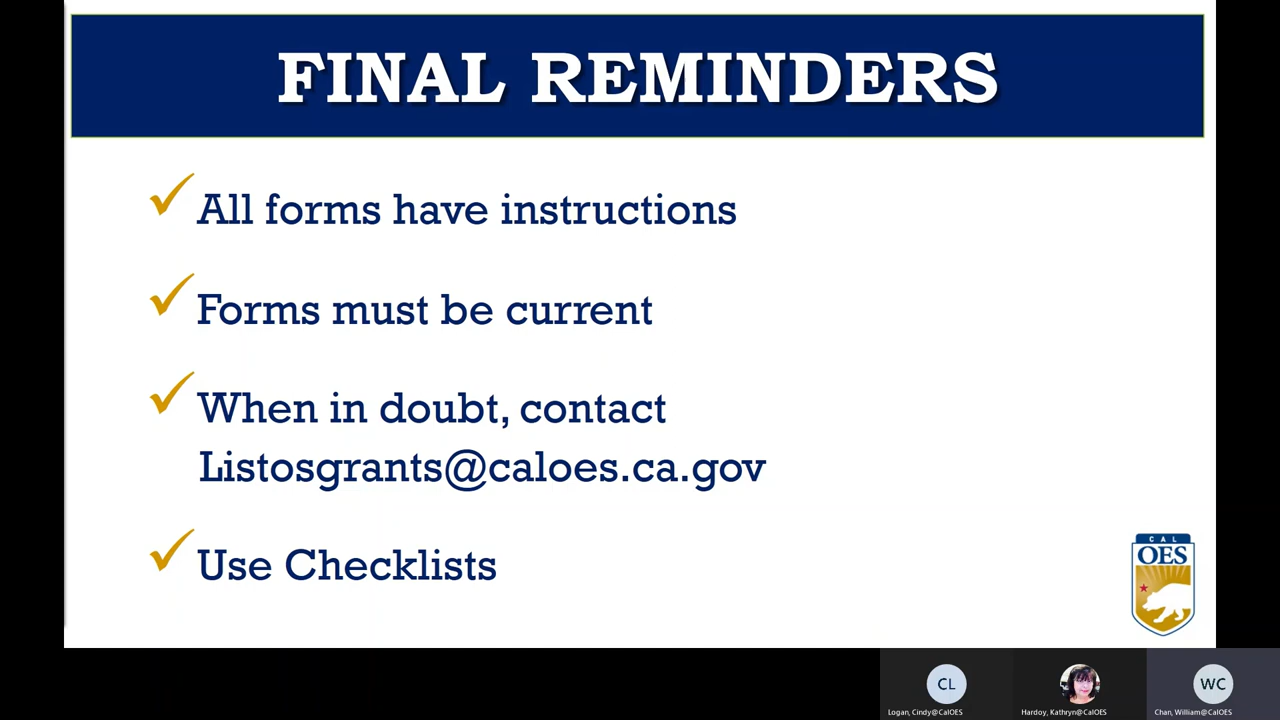 FINAL REMINDERS
All forms have instructions
Forms must be current
When in doubt, contact
Listosgrants@caloes.ca.gov
Use Checklists
CAL
OES
CL
WC
Logan, Cindy@CalOES
Hardoy, Kathryn@CalOES
Chan, William@CalOES